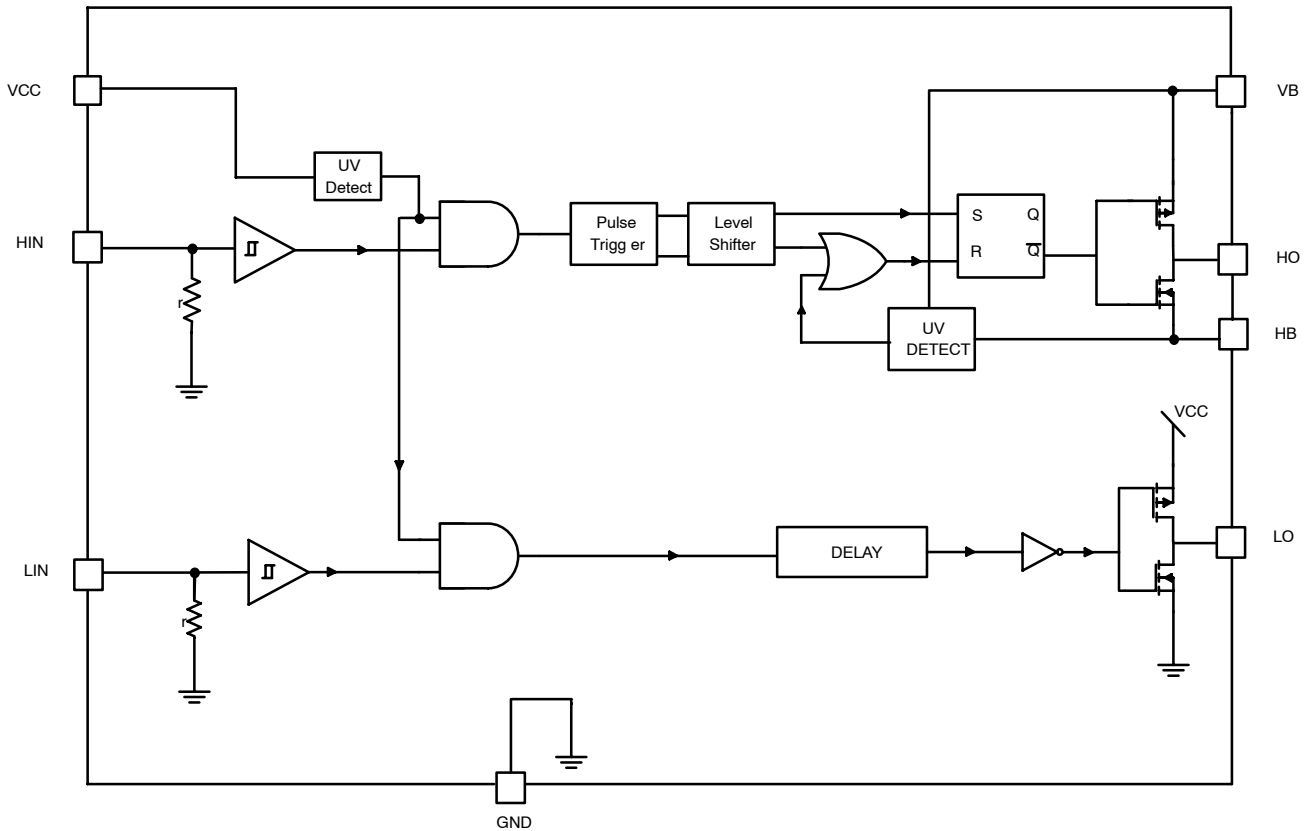 VCC
VB
UV
Detect
S Q
Pulse
Trigg er
Level
Shifter
HIN
R Q̅
HO
r
UV
DETECT
HB
VCC
LO
DELAY
LIN
r
GND